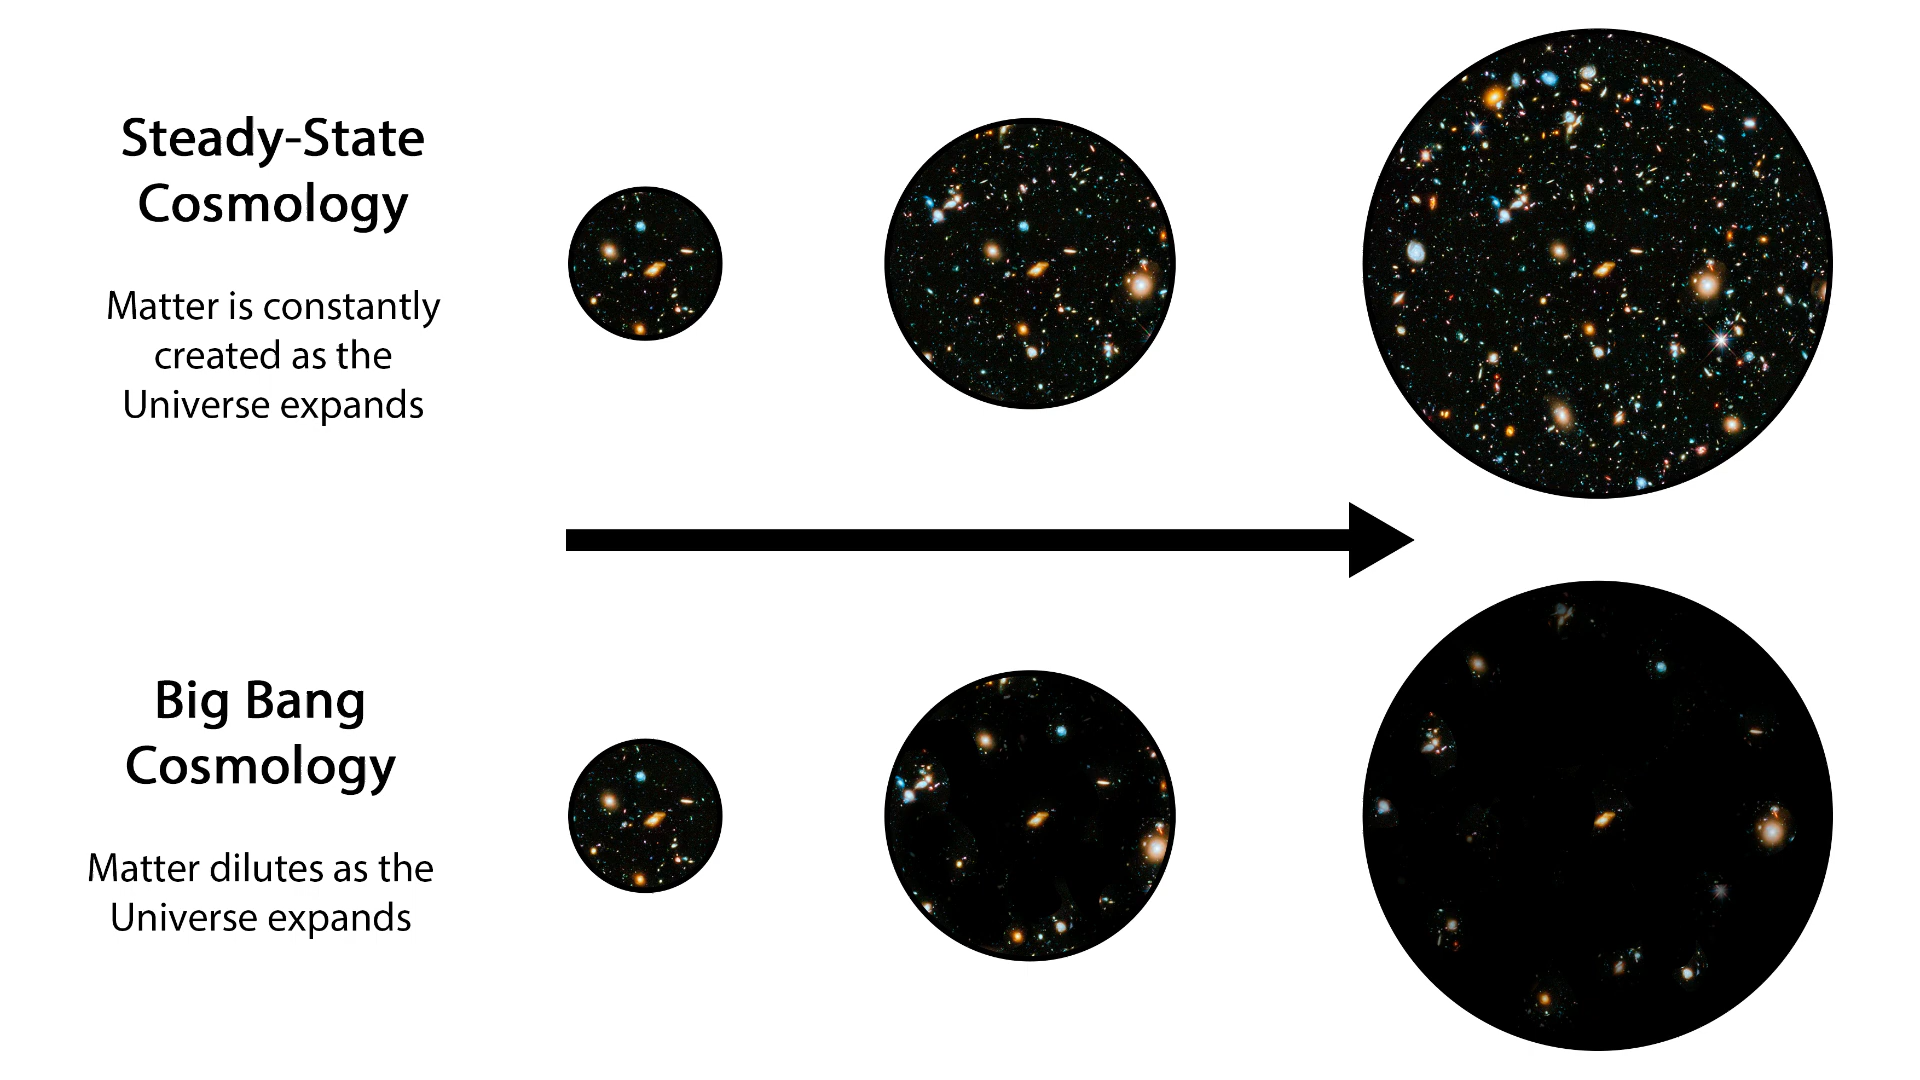 Steady-State
Cosmology
Matter is constantly
created as the
Universe expands
Big Bang
Cosmology
Matter dilutes as the
Universe expands